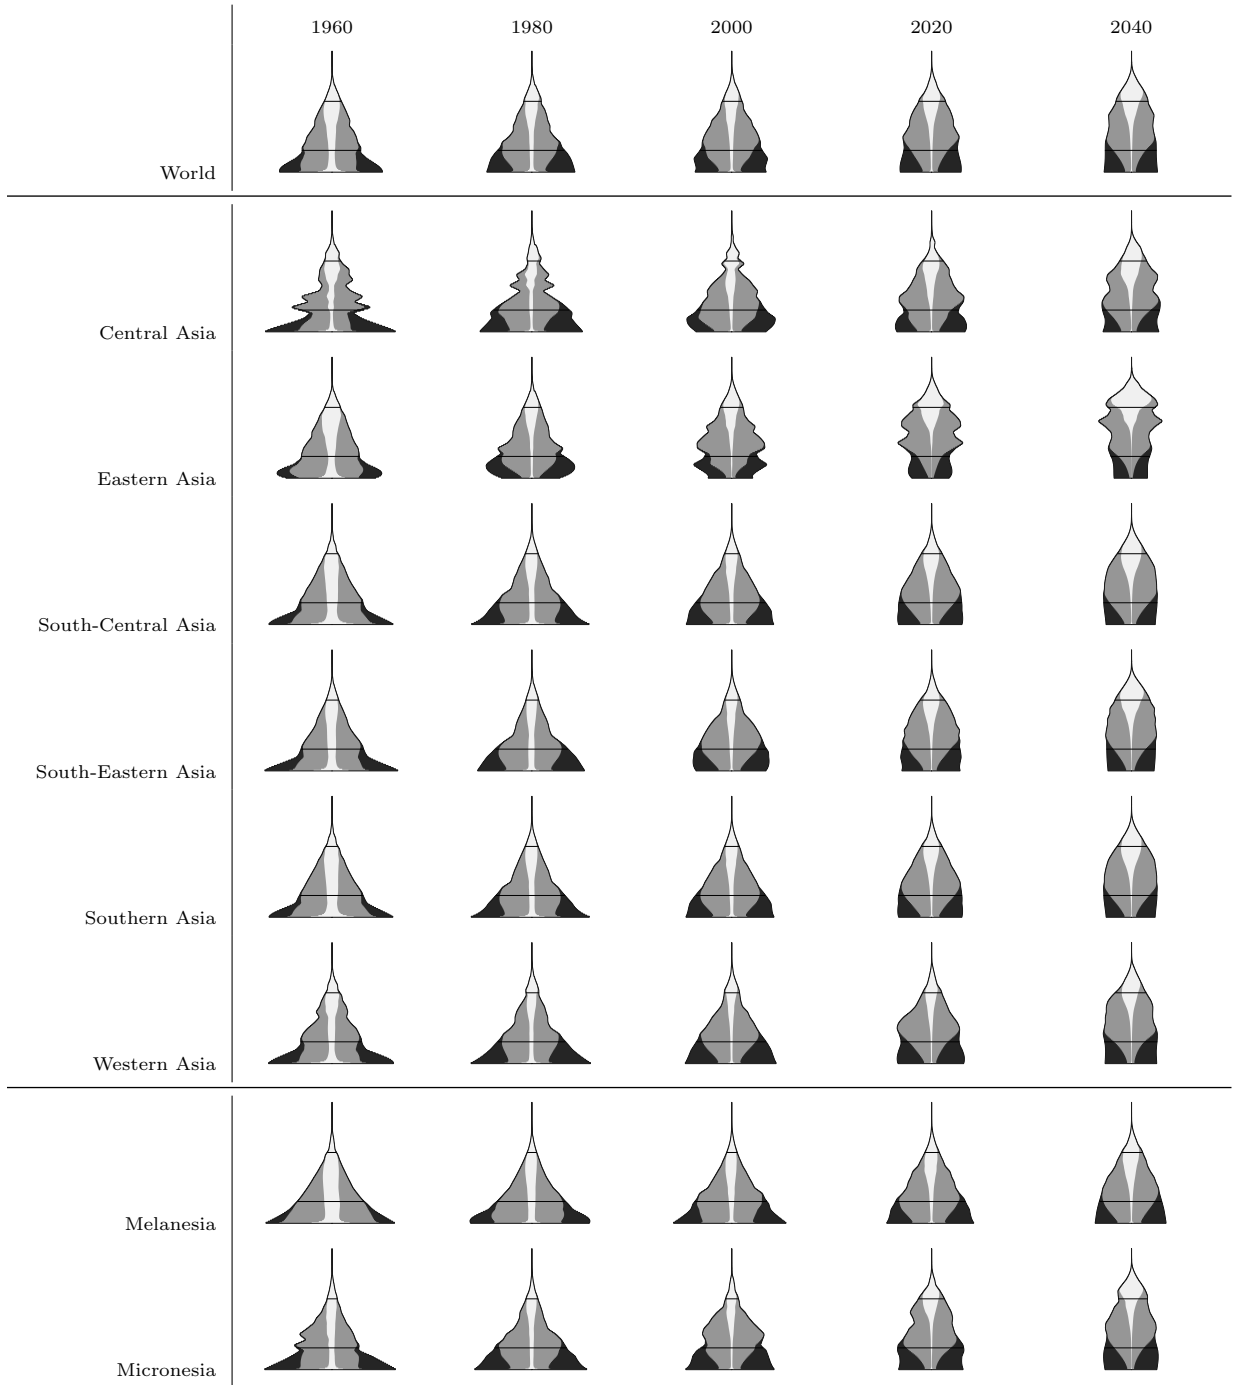 1960 1980 2000 2020 2040
World
Central Asia
Eastern Asia
South-Central Asia
South-Eastern Asia
Southern Asia
Western Asia
Melanesia
Micronesia